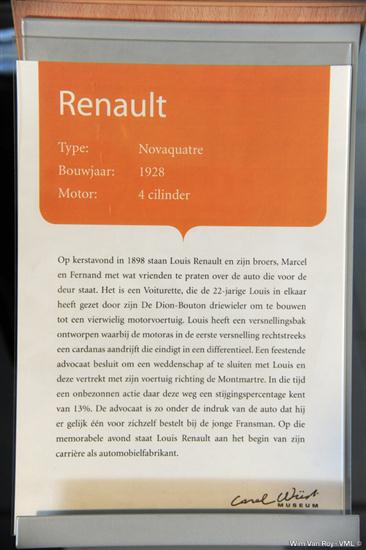 Renault
Type: Novaquatre
Bouwjaar: 1928
Motor: 4 cilinder
Op kerstavond in 1898 staan Louis Renault en zijn broers, Marcel
en Fernand met wat vrienden te praten over de auto die voor de
deur staat. Het is een Voiturette, die de 22-jarige Louis in elkaar
heeft gezet door zijn De Dion-Bouton driewieler om te bouwen
tot een vierwielig motorvoertuig. Louis heeft een versnellingsbak
ontworpen waarbij de motoras in de eerste versnelling rechtstreeks
een cardanas aandrijft die eindigt in een differentieel. Een feestende
advocaat besluit om een weddenschap af te sluiten met Louis en
deze vertrekt met zijn voertuig richting de Montmartre. In die tijd
een onbezonnen actie daar deze weg een stijgingspercentage kent
van 13%. De advocaat is zo onder de indruk van de auto dat hij
er gelijk één voor zichzelf bestelt bij de jonge Fransman. Op die
memorabele avond staat Louis Renault aan het begin van zijn
carrière als automobielfabrikant.
Carel Wüst
MUSEUM
Wim Van Roy - VML ©